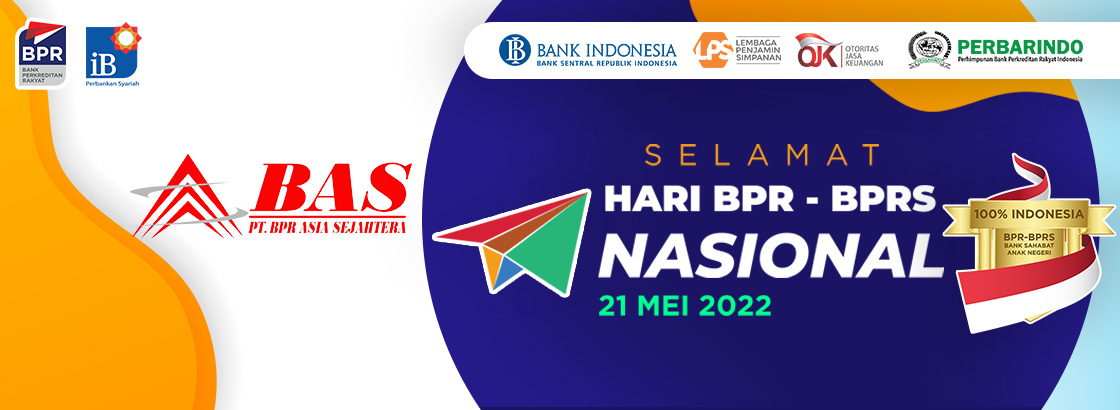 BPR
BANK
PERKREDITAN
RAKYAT
iB
Perbankan Syariah
BANK INDONESIA
BANK SENTRAL REPUBLIK INDONESIA
LPS
LEMBAGA
PENJAMIN
SIMPANAN
OJK
OTORITAS
JASA
KEUANGAN
PERBARINDO
PERBARINDO
Perhimpunan Bank Perkreditan Rakyat Indonesia
BAS
PT. BPR ASIA SEJAHTERA
SELAMAT
HARI BPR - BPRS
NASIONAL
21 MEI 2022
100% INDONESIA
BPR-BPRS
BANK SAHABAT
ANAK NEGERI